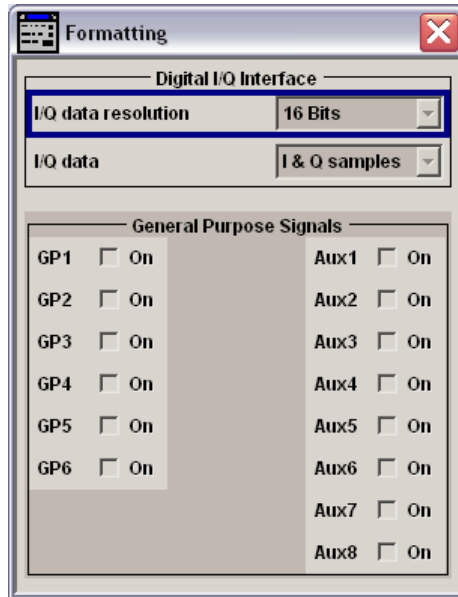 Formatting
Digital I/Q Interface
I/Q data resolution 16 Bits
I/Q data I & Q samples
General Purpose Signals
GP1 On Aux1 On
GP2 On Aux2 On
GP3 On Aux3 On
GP4 On Aux4 On
GP5 On Aux5 On
GP6 On Aux6 On
Aux7 On
Aux8 On